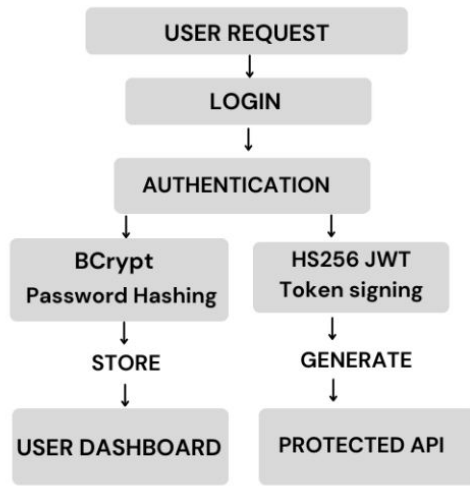 USER REQUEST
LOGIN
AUTHENTICATION
BCrypt
Password Hashing
HS256 JWT
Token signing
STORE
GENERATE
USER DASHBOARD
PROTECTED API